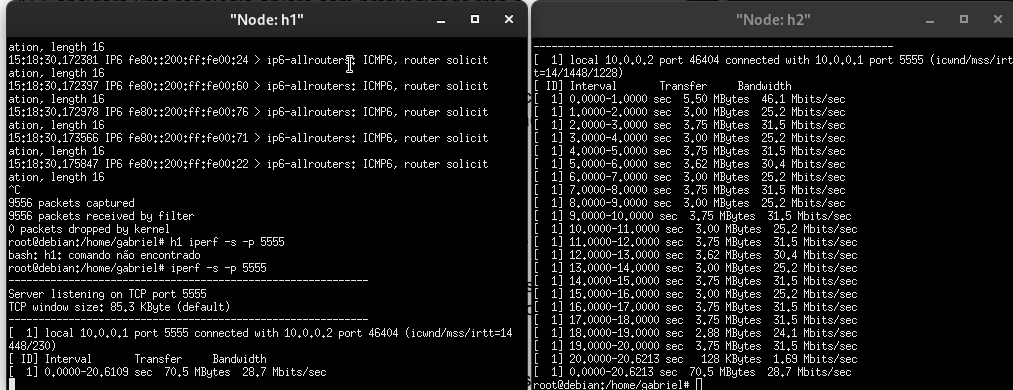 "Node: h1"
ation, length 16
15:18:30.172381 IP6 fe80::200:ff:fe00:24 > ip6-allrouters: ICMP6, router solicit
ation, length 16
15:18:30.172397 IP6 fe80::200:ff:fe00:60 > ip6-allrouters: ICMP6, router solicit
ation, length 16
15:18:30.172978 IP6 fe80::200:ff:fe00:76 > ip6-allrouters: ICMP6, router solicit
ation, length 16
15:18:30.173566 IP6 fe80::200:ff:fe00:71 > ip6-allrouters: ICMP6, router solicit
ation, length 16
15:18:30.175847 IP6 fe80::200:ff:fe00:22 > ip6-allrouters: ICMP6, router solicit
ation, length 16
^C
9556 packets captured
9556 packets received by filter
0 packets dropped by kernel
root@debian:/home/gabriel# h1 iperf -s -p 5555
bash: h1: comando não encontrado
root@debian:/home/gabriel# iperf -s -p 5555
------------------------------------------------------------
Server listening on TCP port 5555
TCP window size: 85.3 KByte (default)
------------------------------------------------------------
[  1] local 10.0.0.1 port 5555 connected with 10.0.0.2 port 46404 (icwnd/mss/irtt=14
448/230)
[ ID] Interval       Transfer     Bandwidth
[  1] 0.0000-20.6109 sec  70.5 MBytes  28.7 Mbits/sec
"Node: h2"
------------------------------------------------------------
[  1] local 10.0.0.2 port 46404 connected with 10.0.0.1 port 5555 (icwnd/mss/irt
t=14/1448/1228)
[ ID] Interval       Transfer     Bandwidth
[  1] 0.0000-1.0000 sec  5.50 MBytes  46.1 Mbits/sec
[  1] 1.0000-2.0000 sec  3.00 MBytes  25.2 Mbits/sec
[  1] 2.0000-3.0000 sec  3.75 MBytes  31.5 Mbits/sec
[  1] 3.0000-4.0000 sec  3.00 MBytes  25.2 Mbits/sec
[  1] 4.0000-5.0000 sec  3.75 MBytes  31.5 Mbits/sec
[  1] 5.0000-6.0000 sec  3.62 MBytes  30.4 Mbits/sec
[  1] 6.0000-7.0000 sec  3.00 MBytes  25.2 Mbits/sec
[  1] 7.0000-8.0000 sec  3.75 MBytes  31.5 Mbits/sec
[  1] 8.0000-9.0000 sec  3.00 MBytes  25.2 Mbits/sec
[  1] 9.0000-10.0000 sec  3.75 MBytes  31.5 Mbits/sec
[  1] 10.0000-11.0000 sec  3.00 MBytes  25.2 Mbits/sec
[  1] 11.0000-12.0000 sec  3.75 MBytes  31.5 Mbits/sec
[  1] 12.0000-13.0000 sec  3.62 MBytes  30.4 Mbits/sec
[  1] 13.0000-14.0000 sec  3.00 MBytes  25.2 Mbits/sec
[  1] 14.0000-15.0000 sec  3.75 MBytes  31.5 Mbits/sec
[  1] 15.0000-16.0000 sec  3.00 MBytes  25.2 Mbits/sec
[  1] 16.0000-17.0000 sec  3.75 MBytes  31.5 Mbits/sec
[  1] 17.0000-18.0000 sec  3.75 MBytes  31.5 Mbits/sec
[  1] 18.0000-19.0000 sec  2.88 MBytes  24.1 Mbits/sec
[  1] 19.0000-20.0000 sec  3.75 MBytes  31.5 Mbits/sec
[  1] 20.0000-20.6213 sec   128 KBytes  1.69 Mbits/sec
[  1] 0.0000-20.6213 sec  70.5 MBytes  28.7 Mbits/sec
root@debian:/home/gabriel#